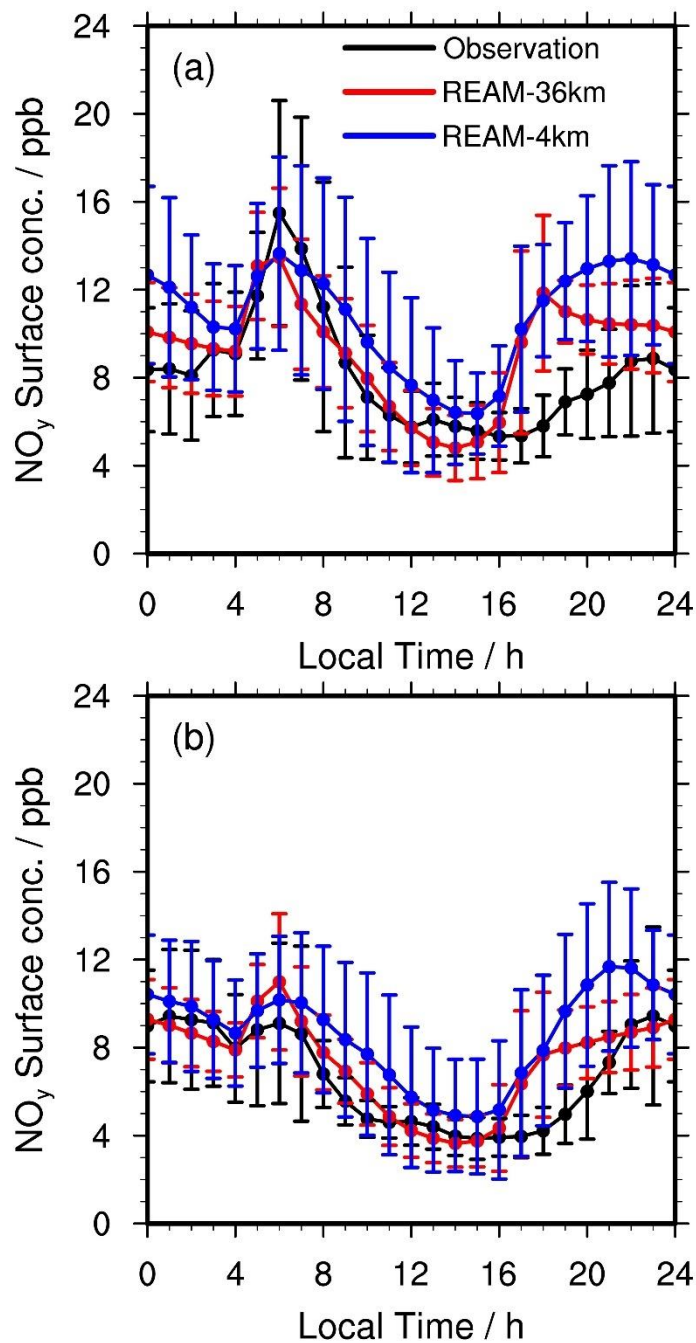 (a)
Observation
REAM-36km
REAM-4km
NOy Surface conc. / ppb
24
20
16
12
8
4
0
0 4 8 12 16 20 24
Local Time / h
(b)
NOy Surface conc. / ppb
24
20
16
12
8
4
0
0 4 8 12 16 20 24
Local Time / h